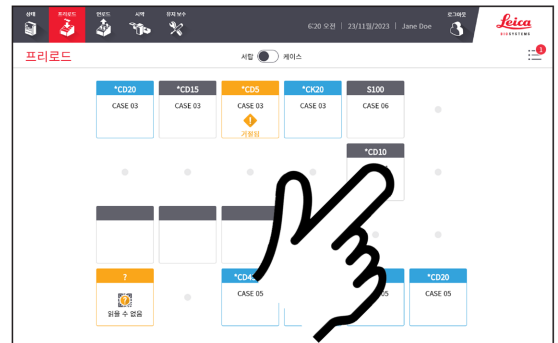 상태
프리로드
언로드
시약
유지 보수
6:20 오전 | 23/11월/2023 | Jane Doe
로그아웃
Leica
BIOSYSTEMS
프리로드
서랍
케이스
1
*CD20
CASE 03
*CD15
CASE 03
*CD5
CASE 03
거절됨
*CK20
CASE 03
S100
CASE 06
*CD10
?
?
읽을 수 없음
CASE 05
05
*CD20
CASE 05